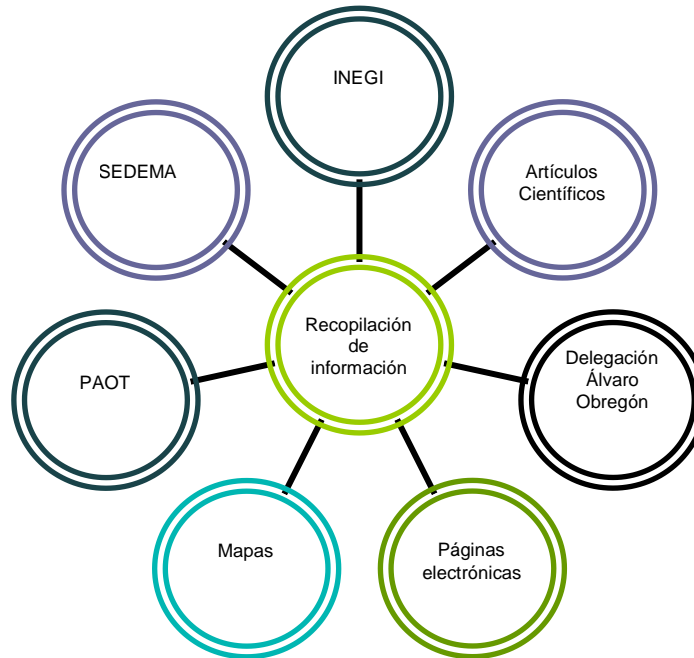 INEGI
SEDEMA
Artículos
Científicos
Recopilación
de
información
PAOT
Delegación
Álvaro
Obregón
Mapas
Páginas
electrónicas